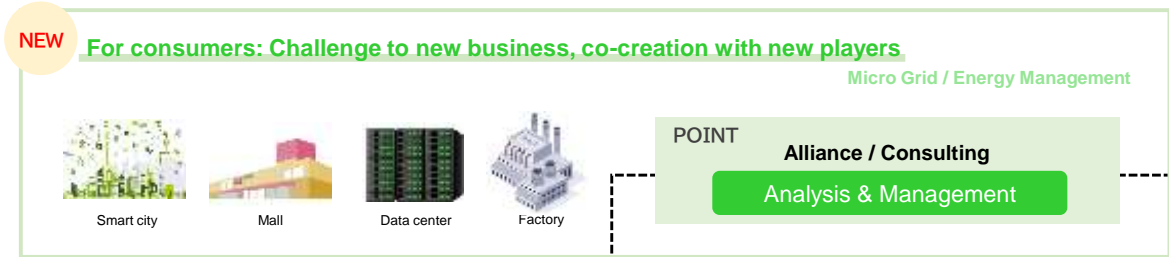 NEW
For consumers: Challenge to new business, co-creation with new players
Micro Grid / Energy Management
POINT
Alliance / Consulting
Analysis & Management
Smart city
Mall
Data center
Factory